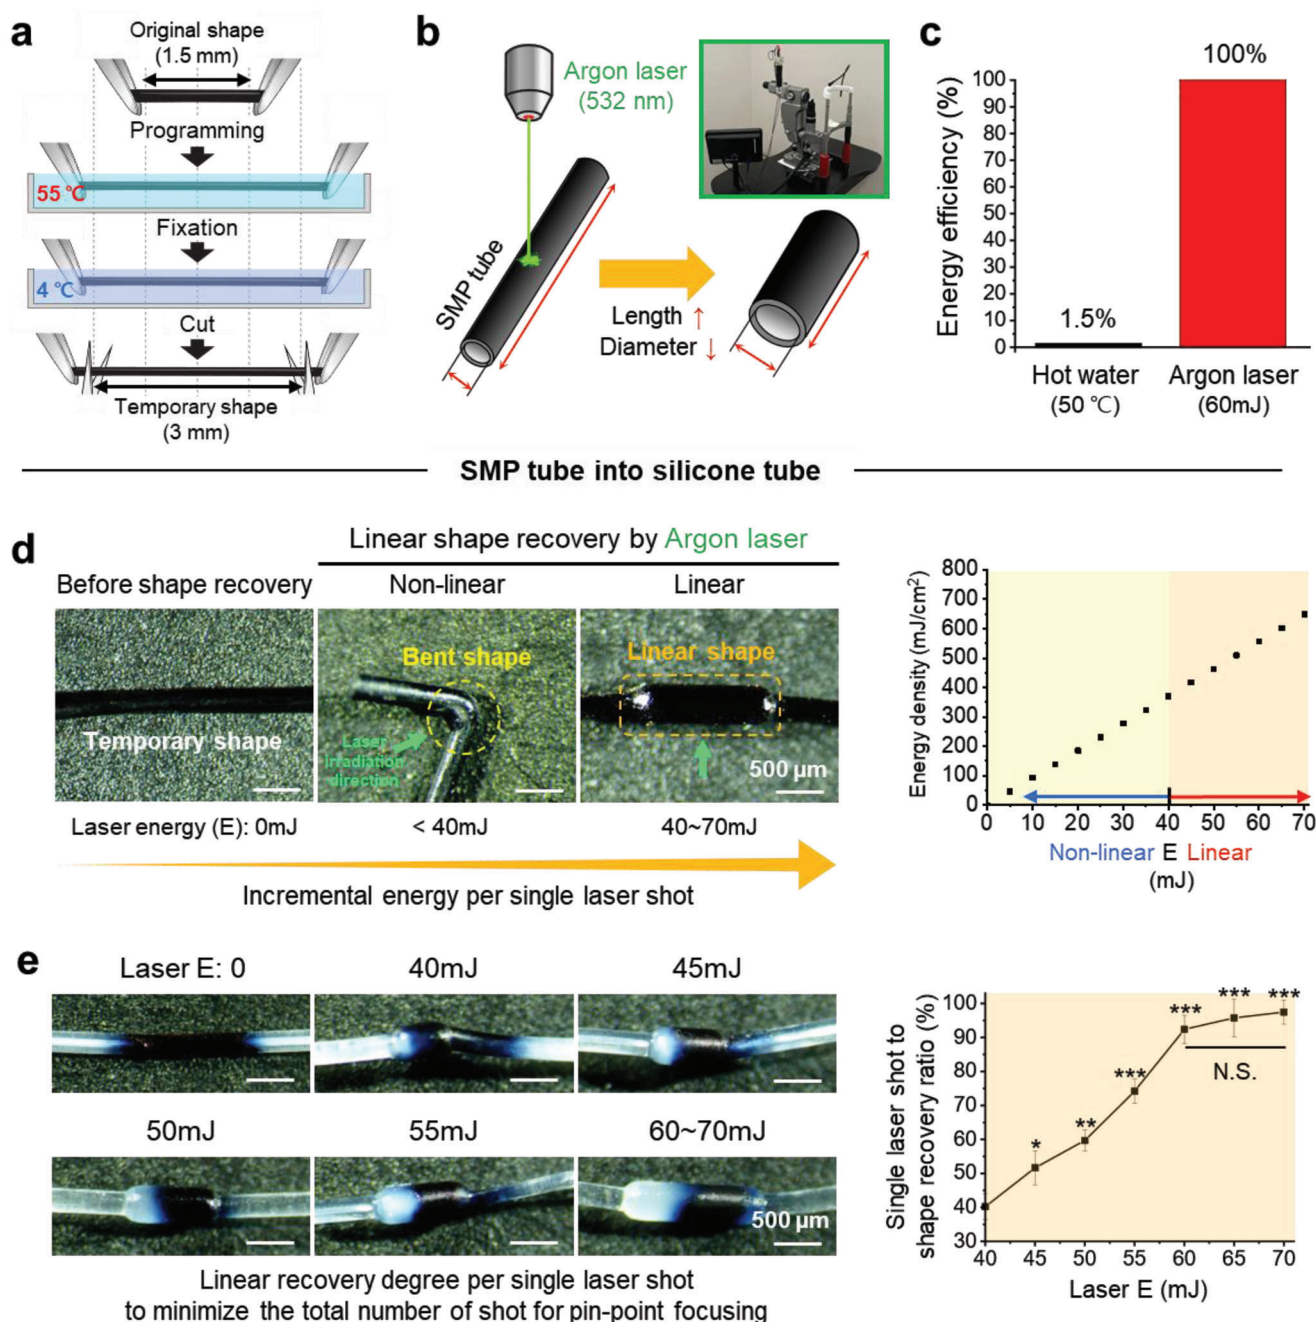 a
Original shape
(1.5 mm)
Programming
55 ℃
Fixation
4 ℃
Cut
Temporary shape
(3 mm)
b
Argon laser
(532 nm)
SMP tube
Length ↑
Diameter ↓
c
100%
Energy efficiency (%)
100
90
80
70
60
50
40
30
20
10
0
1.5%
Hot water
(50 ℃)
Argon laser
(60mJ)
SMP tube into silicone tube
d
Linear shape recovery by Argon laser
Before shape recovery
Non-linear
Linear
Temporary shape
Bent shape
Laser
irradiation
direction
Linear shape
500 µm
Laser energy (E): 0mJ
< 40mJ
40~70mJ
Incremental energy per single laser shot
Energy density (mJ/cm²)
800
700
600
500
400
300
200
100
0
0 10 20 30 40 50 60 70
Non-linear E Linear
(mJ)
e
Laser E: 0
40mJ
45mJ
50mJ
55mJ
60~70mJ
500 µm
Linear recovery degree per single laser shot
to minimize the total number of shot for pin-point focusing
Single laser shot to
shape recovery ratio (%)
100
90
80
70
60
50
40
30
*
**
***
***
***
***
N.S.
40 45 50 55 60 65 70
Laser E (mJ)